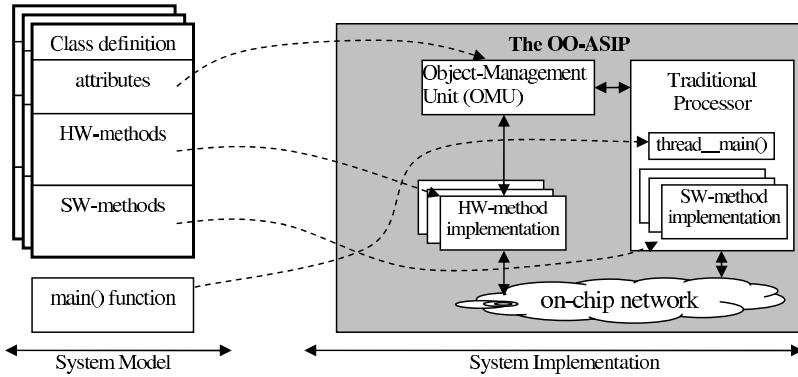 Class definition
attributes
HW-methods
SW-methods
main() function
System Model
The OO-ASIP
Object-Management
Unit (OMU)
Traditional
Processor
thread__main()
HW-method
implementation
SW-method
implementation
on-chip network
System Implementation